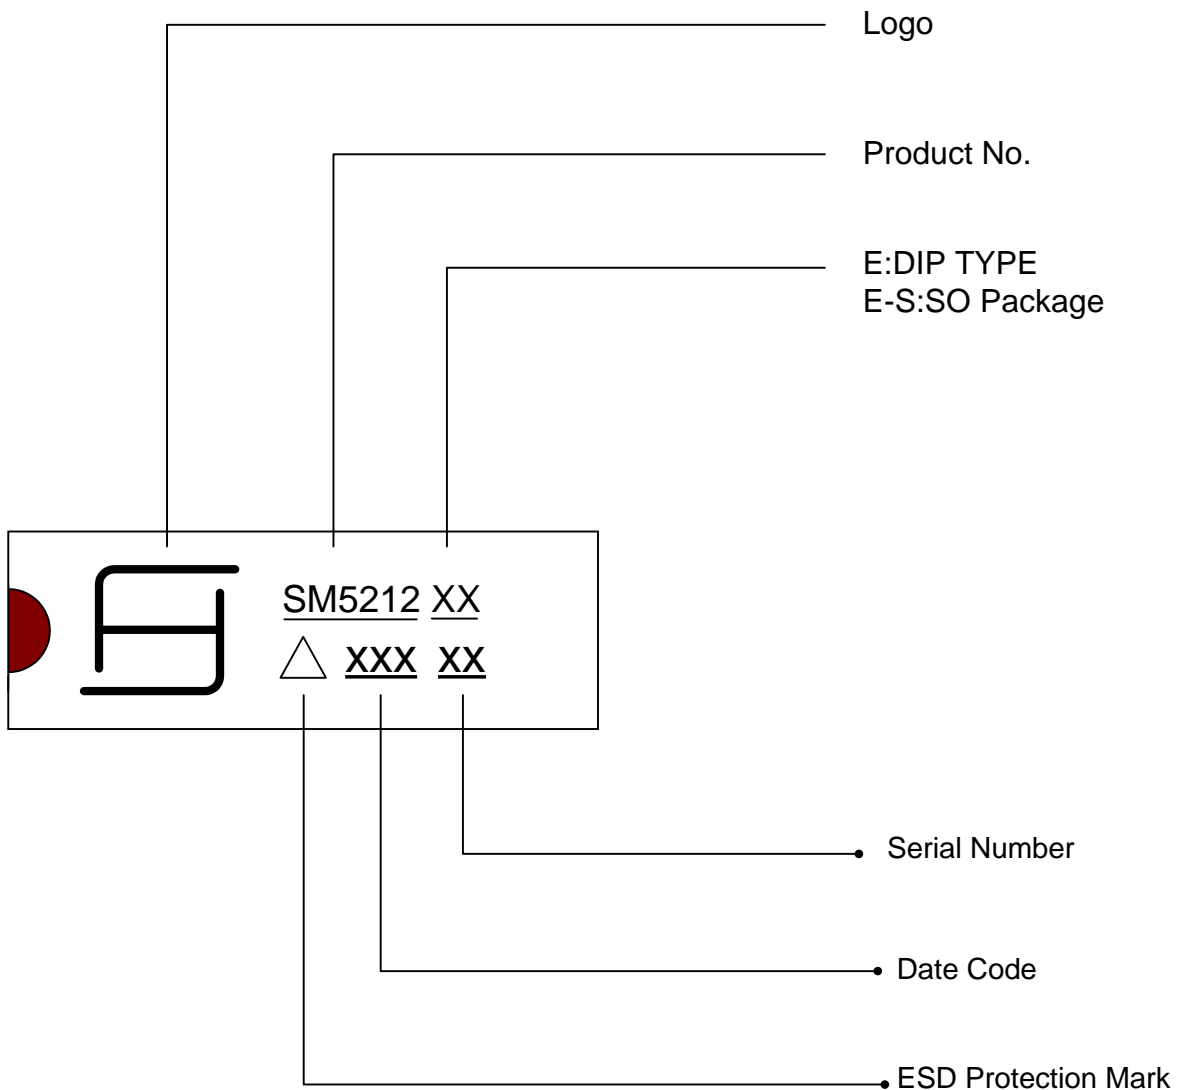 Logo
Product No.
E:DIP TYPE
E-S:SO Package
SM5212 XX
XXX XX
Serial Number
Date Code
ESD Protection Mark